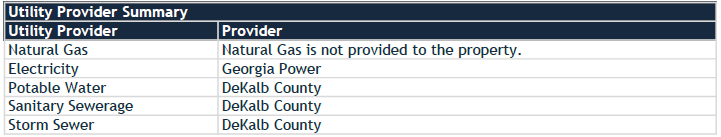 Utility Provider Summary
Utility Provider Provider
Natural Gas Natural Gas is not provided to the property.
Electricity Georgia Power
Potable Water DeKalb County
Sanitary Sewerage DeKalb County
Storm Sewer DeKalb County